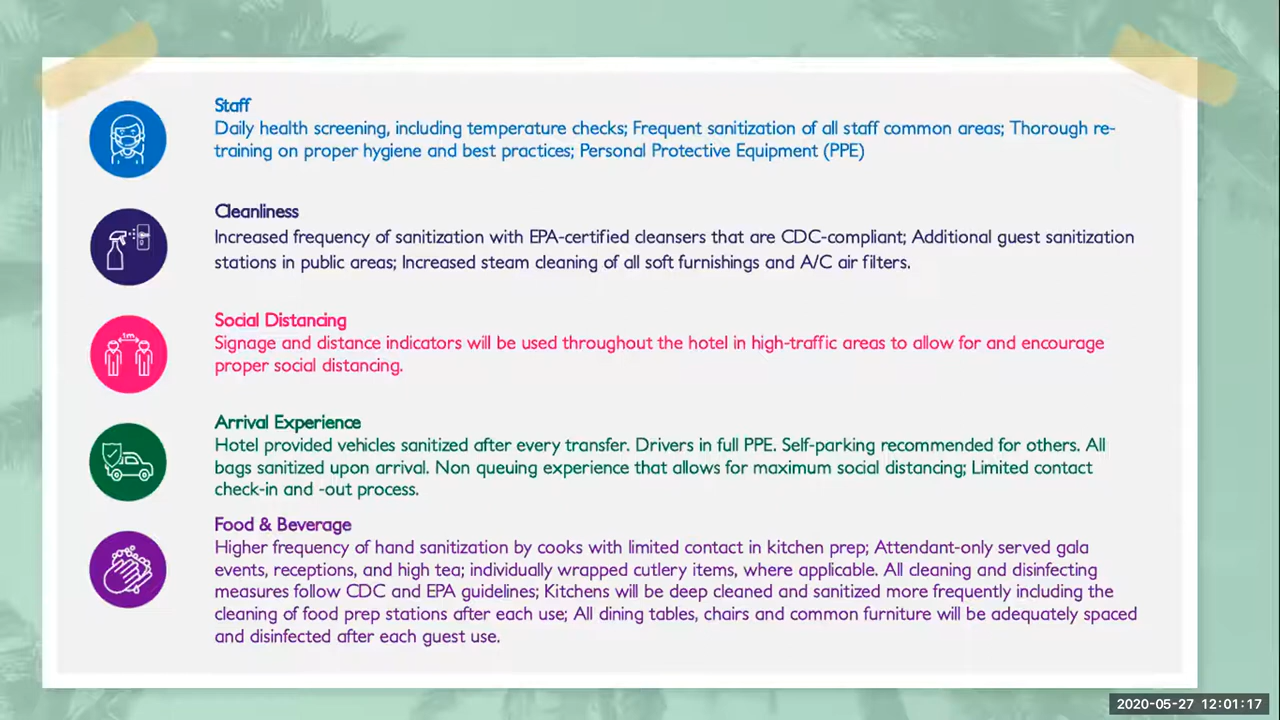 Staff
Daily health screening, including temperature checks; Frequent sanitization of all staff common areas; Thorough re-
training on proper hygiene and best practices; Personal Protective Equipment (PPE)
Cleanliness
Increased frequency of sanitization with EPA-certified cleansers that are CDC-compliant; Additional guest sanitization
stations in public areas; Increased steam cleaning of all soft furnishings and A/C air filters.
1m
Social Distancing
Signage and distance indicators will be used throughout the hotel in high-traffic areas to allow for and encourage
proper social distancing.
Arrival Experience
Hotel provided vehicles sanitized after every transfer. Drivers in full PPE. Self-parking recommended for others. All
bags sanitized upon arrival. Non queuing experience that allows for maximum social distancing; Limited contact
check-in and -out process.
Food & Beverage
Higher frequency of hand sanitization by cooks with limited contact in kitchen prep; Attendant-only served gala
events, receptions, and high tea; individually wrapped cutlery items, where applicable. All cleaning and disinfecting
measures follow CDC and EPA guidelines; Kitchens will be deep cleaned and sanitized more frequently including the
cleaning of food prep stations after each use; All dining tables, chairs and common furniture will be adequately spaced
and disinfected after each guest use.
2020-05-27 12:01:17